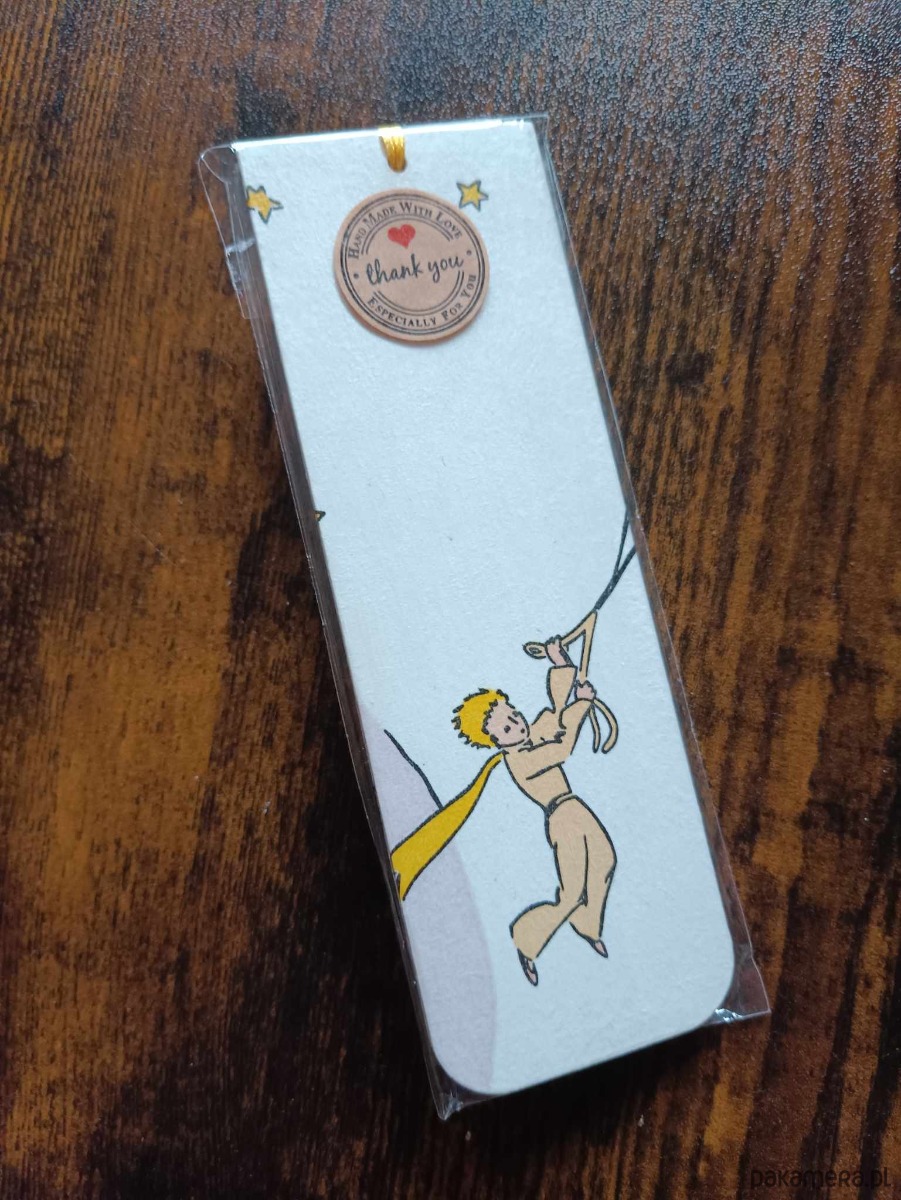 HAND MADE WITH LOVE
thank you
ESPECIALLY FOR YOU
pakamera.pl